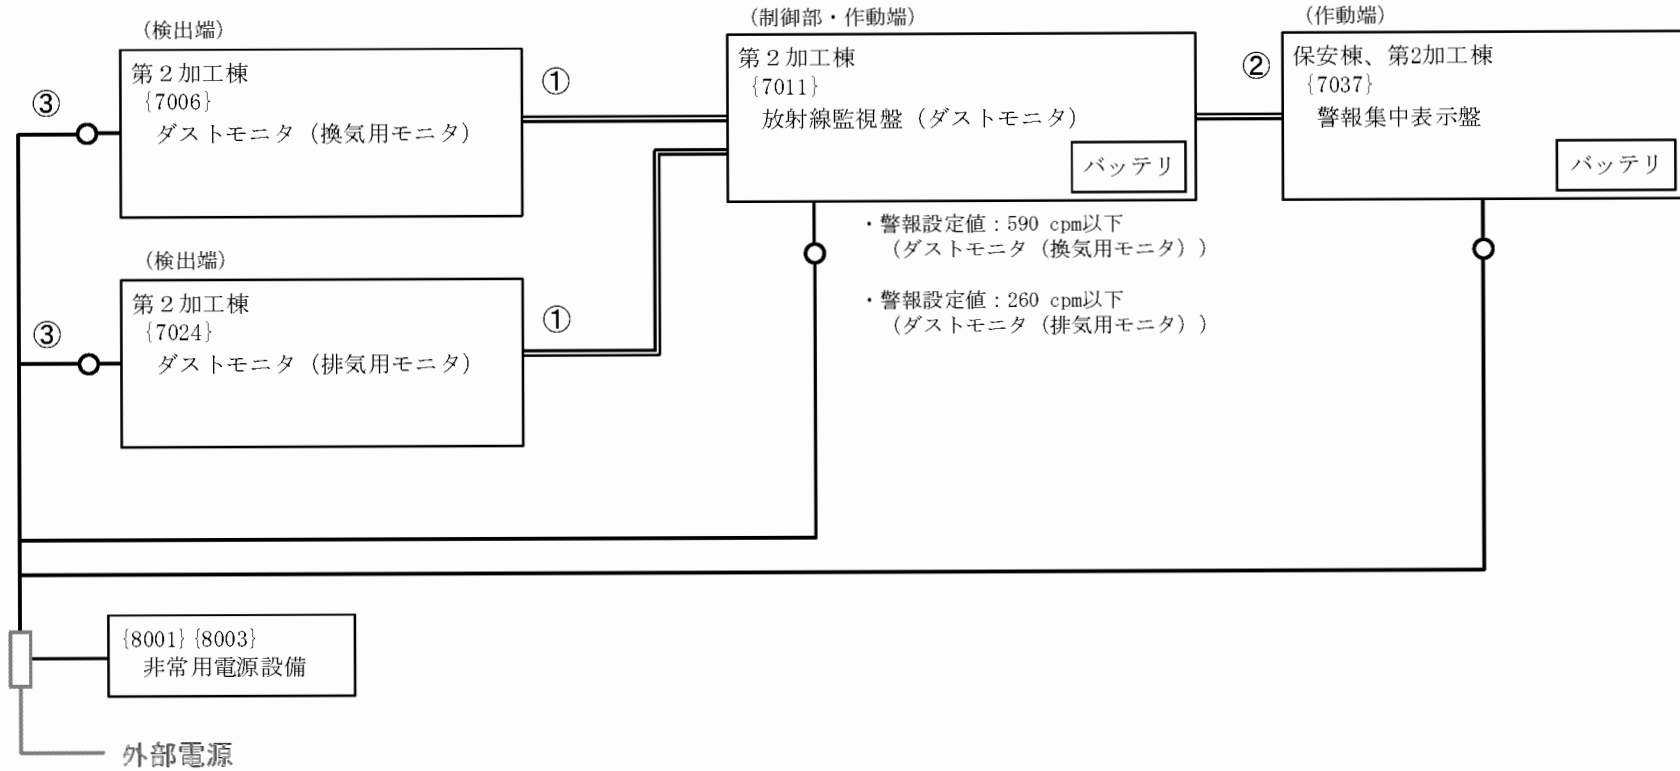 (検出端)
③
第２加工棟
{7006}
ダストモニタ（換気用モニタ）
①
(制御部・作動端)
第２加工棟
{7011}
放射線監視盤（ダストモニタ）
バッテリ
②
(作動端)
保安棟、第2加工棟
{7037}
警報集中表示盤
バッテリ
・警報設定値：590 cpm以下
（ダストモニタ（換気用モニタ））
・警報設定値：260 cpm以下
（ダストモニタ（排気用モニタ））
(検出端)
③
第２加工棟
{7024}
ダストモニタ（排気用モニタ）
①
{8001} {8003}
非常用電源設備
外部電源